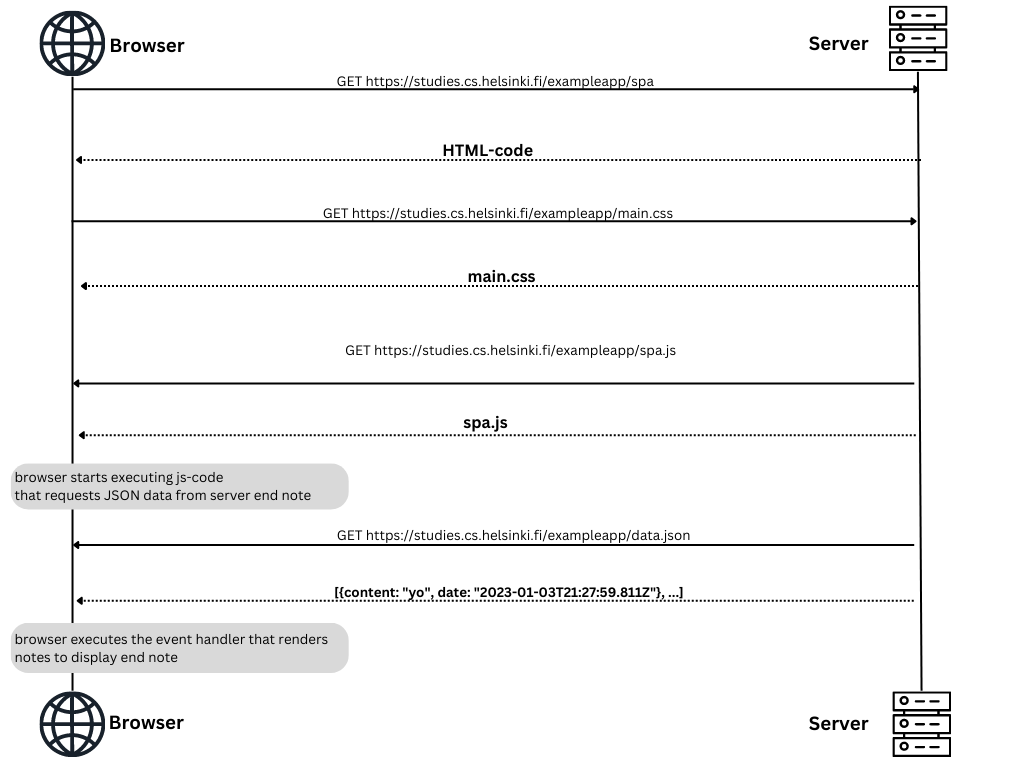 Browser
Server
GET https://studies.cs.helsinki.fi/exampleapp/spa
HTML-code
GET https://studies.cs.helsinki.fi/exampleapp/main.css
main.css
GET https://studies.cs.helsinki.fi/exampleapp/spa.js
spa.js
browser starts executing js-code
that requests JSON data from server end note
GET https://studies.cs.helsinki.fi/exampleapp/data.json
[{content: "yo", date: "2023-01-03T21:27:59.811Z"}, ...]
browser executes the event handler that renders
notes to display end note
Browser
Server